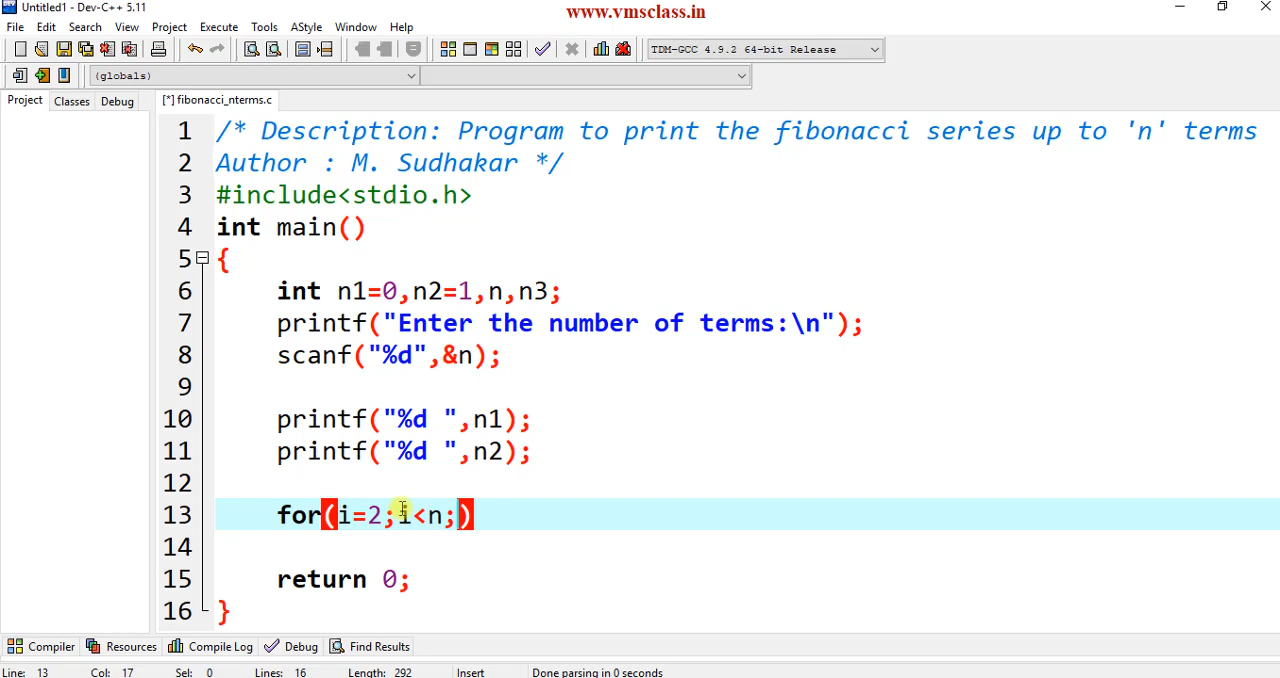 Untitled1 - Dev-C++ 5.11
www.vmsclass.in
File Edit Search View Project Execute Tools AStyle Window Help
TDM-GCC 4.9.2 64-bit Release
(globals)
Project Classes Debug
[*] fibonacci_nterms.c
1 /* Description: Program to print the fibonacci series up to 'n' terms
2 Author : M. Sudhakar */
3 #include<stdio.h>
4 int main()
5 {
6 int n1=0,n2=1,n,n3;
7 printf("Enter the number of terms:\n");
8 scanf("%d",&n);
9
10 printf("%d ",n1);
11 printf("%d ",n2);
12
13 for(i=2;i<n;)
14
15 return 0;
16 }
Compiler Resources Compile Log Debug Find Results
Line: 13 Col: 17 Sel: 0 Lines: 16 Length: 292 Insert Done parsing in 0 seconds